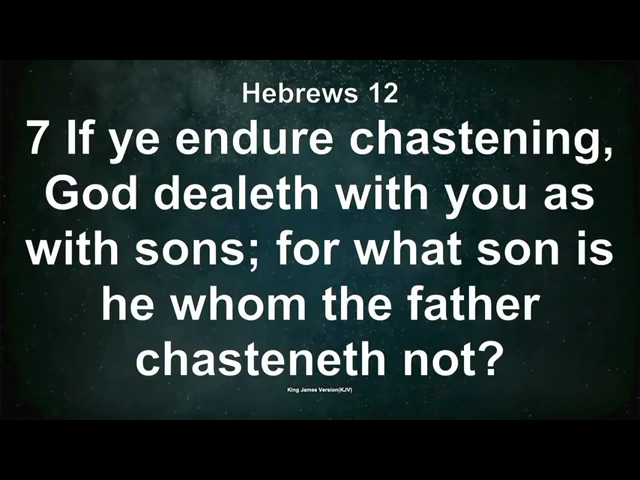 Hebrews 12
7 If ye endure chastening,
God dealeth with you as
with sons; for what son is
he whom the father
chasteneth not?
King James Version(KJV)